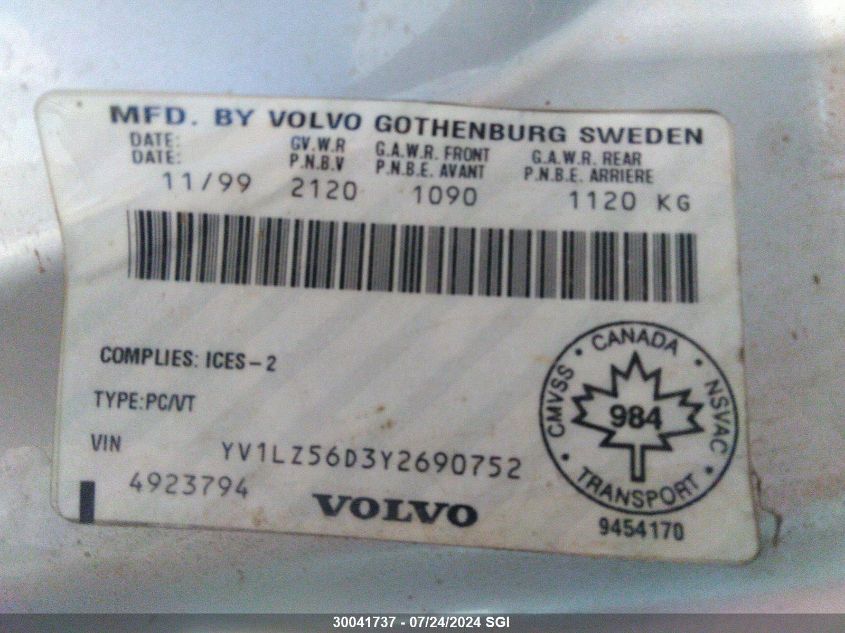 MFD. BY VOLVO GOTHENBURG SWEDEN
DATE: GV.W.R G.A.W.R. FRONT G.A.W.R. REAR
DATE: P.N.B.V P.N.B.E. AVANT P.N.B.E. ARRIERE
11/99 2120 1090 1120 KG
COMPLIES: ICES-2
TYPE:PC/VT
VIN YV1LZ56D3Y2690752
4923794
VOLVO
CANADA
CMVSS · NSVAC
984
TRANSPORT
9454170
30041737 - 07/24/2024 SGI